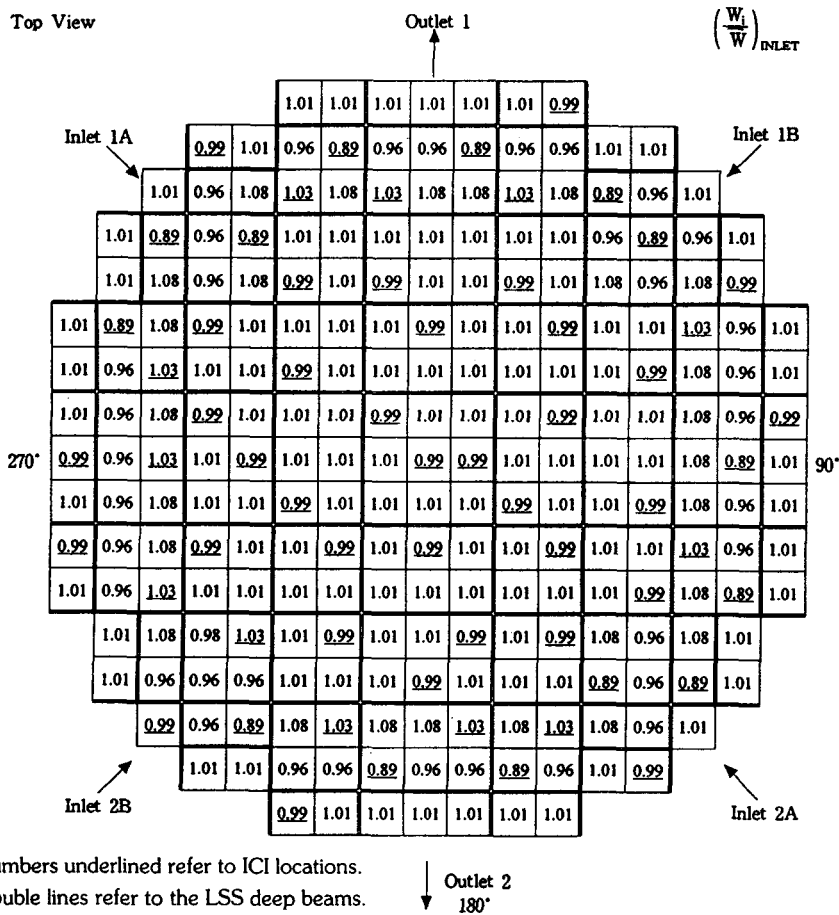 Top View
Outlet 1
(W_i / W̄)_INLET
1.01 1.01 1.01 1.01 1.01 1.01 0.99
Inlet 1A
0.99 1.01 0.96 0.89 0.96 0.96 0.89 0.96 0.96 1.01 1.01
Inlet 1B
1.01 0.96 1.08 1.03 1.08 1.03 1.08 1.08 1.03 1.08 0.89 0.96 1.01
1.01 0.89 0.96 0.89 1.01 1.01 1.01 1.01 1.01 1.01 1.01 0.96 0.89 0.96 1.01
1.01 1.08 0.96 1.08 0.99 1.01 0.99 1.01 1.01 0.99 1.01 1.08 0.96 1.08 0.99
1.01 0.89 1.08 0.99 1.01 1.01 1.01 1.01 0.99 1.01 1.01 0.99 1.01 1.01 1.03 0.96 1.01
1.01 0.96 1.03 1.01 1.01 0.99 1.01 1.01 1.01 1.01 1.01 1.01 1.01 0.99 1.08 0.96 1.01
1.01 0.96 1.08 0.99 1.01 1.01 1.01 0.99 1.01 1.01 1.01 0.99 1.01 1.01 1.08 0.96 0.99
270° 0.99 0.96 1.03 1.01 0.99 1.01 1.01 1.01 0.99 0.99 1.01 1.01 1.01 1.01 1.08 0.89 1.01 90°
1.01 0.96 1.08 1.01 1.01 0.99 1.01 1.01 1.01 1.01 0.99 1.01 1.01 0.99 1.08 0.96 1.01
0.99 0.96 1.08 0.99 1.01 1.01 0.99 1.01 0.99 1.01 1.01 0.99 1.01 1.01 1.03 0.96 1.01
1.01 0.96 1.03 1.01 1.01 1.01 1.01 1.01 1.01 1.01 1.01 1.01 1.01 0.99 1.08 0.89 1.01
1.01 1.08 0.98 1.03 1.01 0.99 1.01 1.01 0.99 1.01 0.99 1.08 0.96 1.08 1.01
1.01 0.96 0.96 0.96 1.01 1.01 1.01 0.99 1.01 1.01 1.01 0.89 0.96 0.89 1.01
0.99 0.96 0.89 1.08 1.03 1.08 1.08 1.03 1.08 1.03 1.08 0.96 1.01
1.01 1.01 0.96 0.96 0.89 0.96 0.96 0.89 0.96 1.01 0.99
Inlet 2B
Inlet 2A
0.99 1.01 1.01 1.01 1.01 1.01 1.01
umbers underlined refer to ICI locations.
ouble lines refer to the LSS deep beams.
Outlet 2
180°